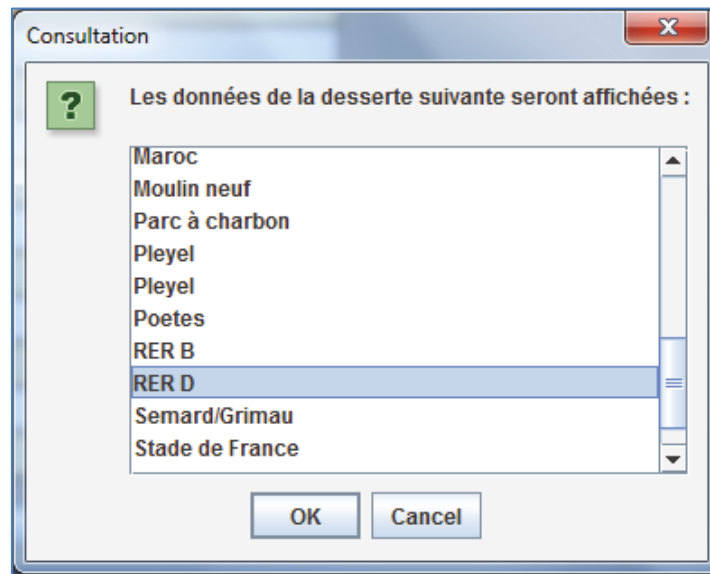 Consultation
Les données de la desserte suivante seront affichées :
Maroc
Moulin neuf
Parc à charbon
Pleyel
Pleyel
Poetes
RER B
RER D
Semard/Grimau
Stade de France
OK Cancel